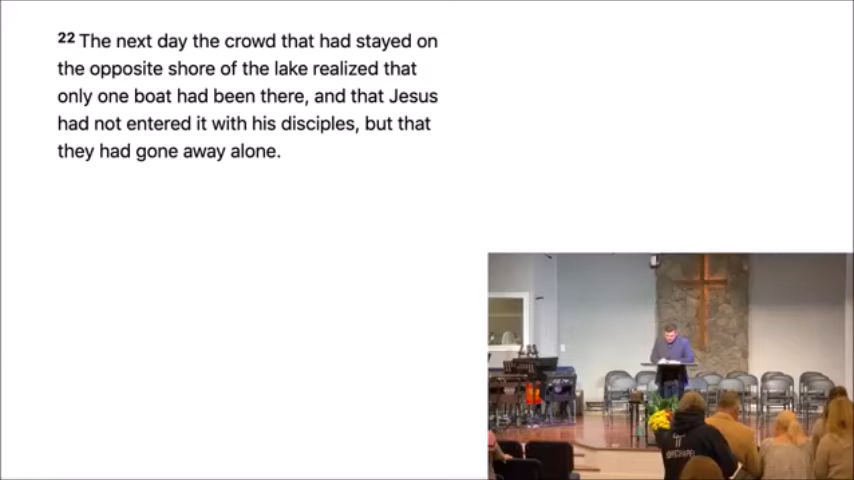 22 The next day the crowd that had stayed on
the opposite shore of the lake realized that
only one boat had been there, and that Jesus
had not entered it with his disciples, but that
they had gone away alone.